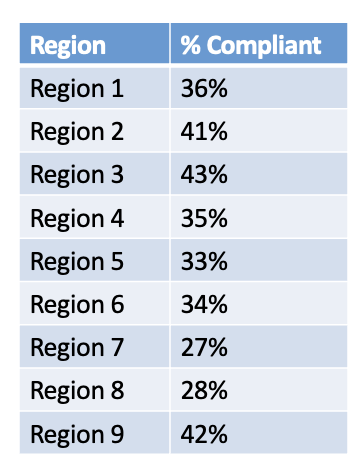 Region % Compliant
Region 1 36%
Region 2 41%
Region 3 43%
Region 4 35%
Region 5 33%
Region 6 34%
Region 7 27%
Region 8 28%
Region 9 42%